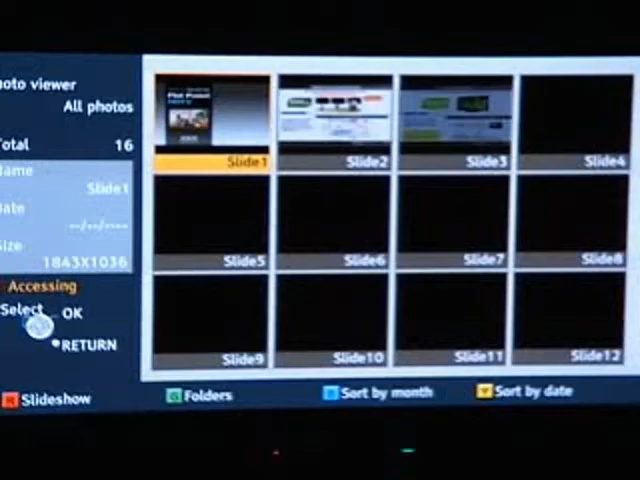 oto viewer
All photos
Total 16
Name
Slide1
Date
--/--/----
Size
1843X1036
Accessing
Select
OK
RETURN
Slide1 Slide2 Slide3 Slide4
Slide5 Slide6 Slide7 Slide8
Slide9 Slide10 Slide11 Slide12
R Slideshow
G Folders
B Sort by month
Y Sort by date